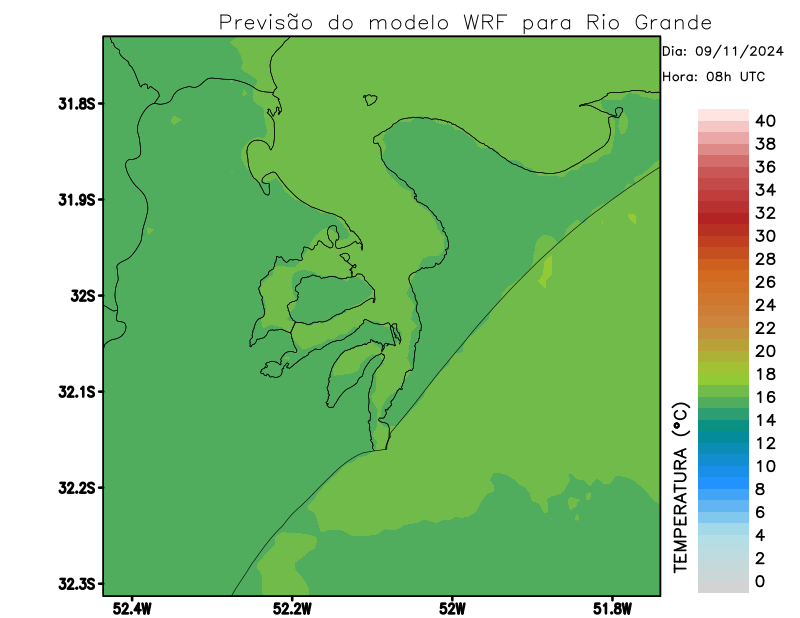 Previsão do modelo WRF para Rio Grande
Dia: 09/11/2024
Hora: 08h UTC
31.8S
31.9S
32S
32.1S
32.2S
32.3S
52.4W
52.2W
52W
51.8W
TEMPERATURA (°C)
40
38
36
34
32
30
28
26
24
22
20
18
16
14
12
10
8
6
4
2
0